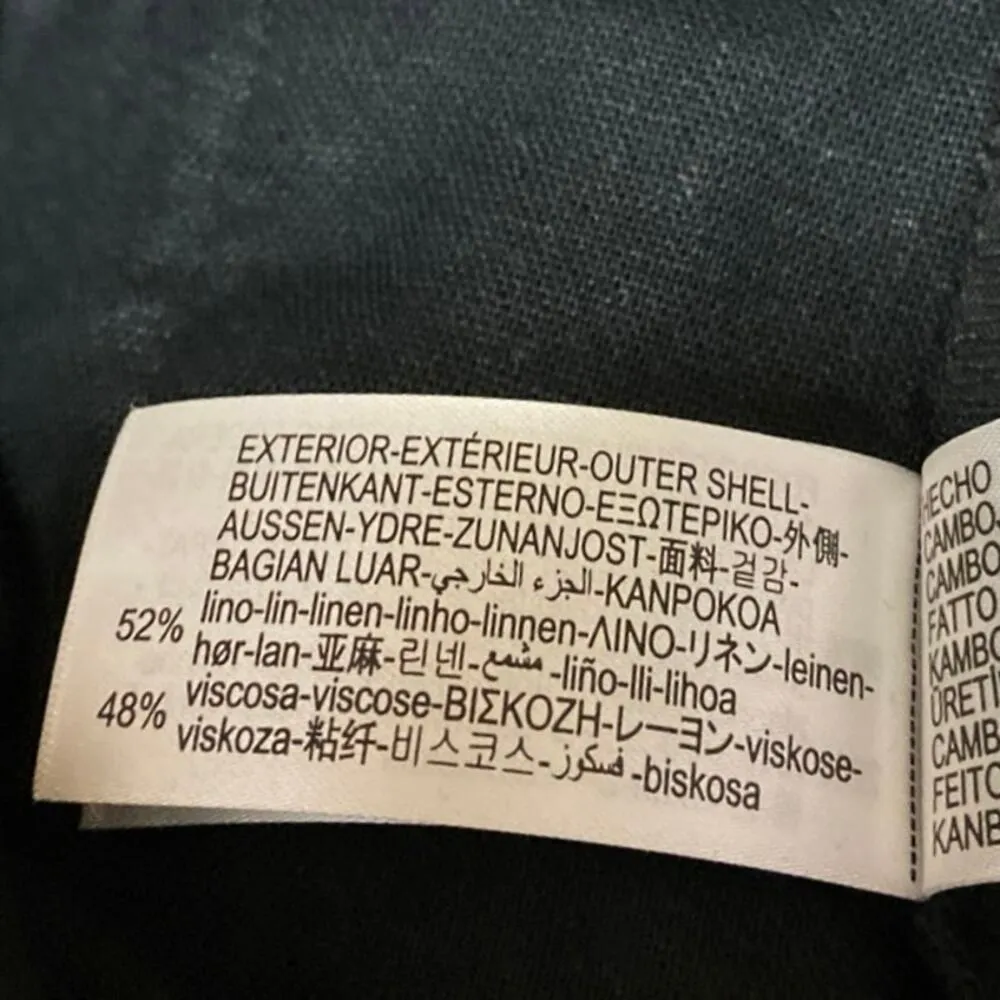 EXTERIOR-EXTÉRIEUR-OUTER SHELL-
BUITENKANT-ESTERNO-ΕΞΩΤΕΡΙΚΟ-外側-
AUSSEN-YDRE-ZUNANJOST-面料-겉감-
BAGIAN LUAR-الجزء الخارجي-KANPOKOA
52% lino-lin-linen-linho-linnen-ΛΙΝΟ-リネン-leinen-
hør-lan-亚麻-린넨-مشمع-liño-lli-lihoa
48% viscosa-viscose-ΒΙΣΚΟΖΗ-レーヨン-viskose-
viskoza-粘纤-비스코스-فسكوز-biskosa
HECHO
CAMBO
CAMBO
FATTO
KAMBO
ÜRETİ
CAMB
FEITO
KANB